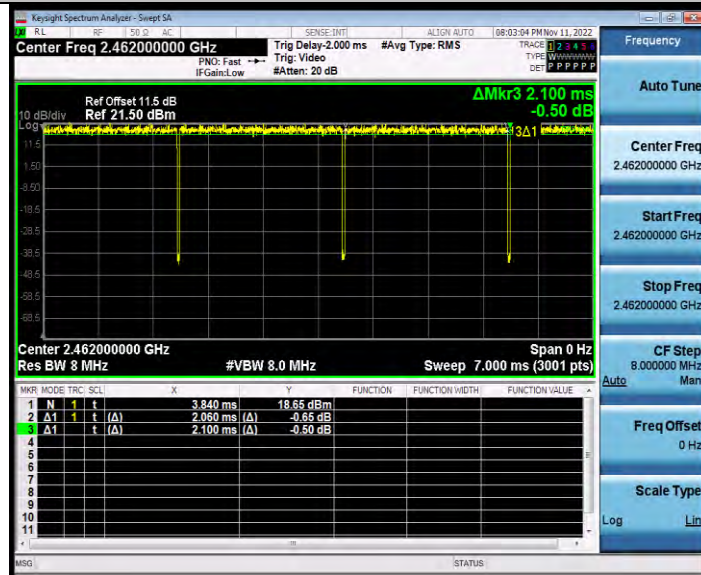 Keysight Spectrum Analyzer - Swept SA
LXI RL RF 50 Ω AC SENSE:INT ALIGN AUTO 08:03:04 PM Nov 11, 2022
Center Freq 2.462000000 GHz
PNO: Fast
IFGain:Low
Trig Delay-2.000 ms
Trig: Video
#Atten: 20 dB
#Avg Type: RMS
TRACE 1 2 3 4 5 6
TYPE W
DET P P P P P P
Ref Offset 11.5 dB
10 dB/div Ref 21.50 dBm
Log
ΔMkr3 2.100 ms
-0.50 dB
3Δ1
11.5
1.50
-8.50
-18.5
-28.5
-38.5
-48.5
-58.5
-68.5
Center 2.462000000 GHz Span 0 Hz
Res BW 8 MHz #VBW 8.0 MHz Sweep 7.000 ms (3001 pts)
MKR MODE TRC SCL X Y FUNCTION FUNCTION WIDTH FUNCTION VALUE
1 N 1 t 3.840 ms 18.65 dBm
2 Δ1 1 t (Δ) 2.060 ms (Δ) -0.65 dB
3 Δ1 t (Δ) 2.100 ms (Δ) -0.50 dB
4
5
6
7
8
9
10
11
MSG STATUS
Frequency
Auto Tune
Center Freq
2.462000000 GHz
Start Freq
2.462000000 GHz
Stop Freq
2.462000000 GHz
CF Step
8.000000 MHz
Auto Man
Freq Offset
0 Hz
Scale Type
Log Lin